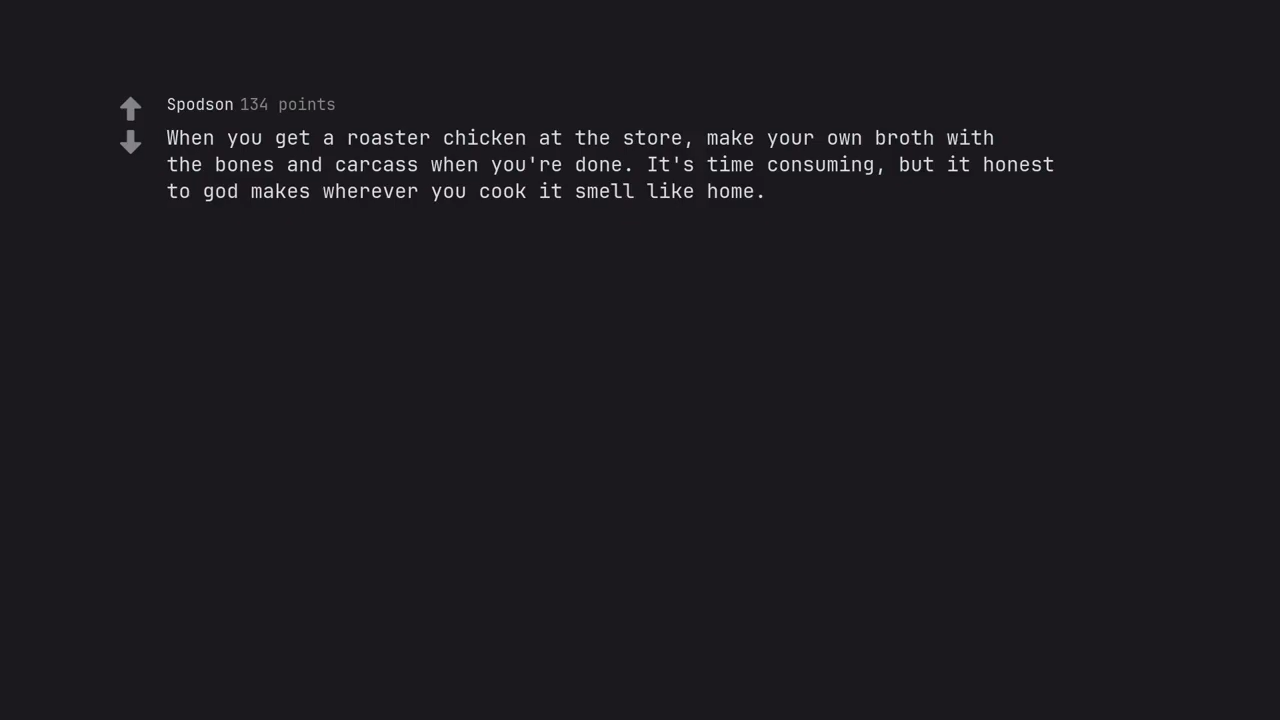 Spodson 134 points
When you get a roaster chicken at the store, make your own broth with
the bones and carcass when you're done. It's time consuming, but it honest
to god makes wherever you cook it smell like home.